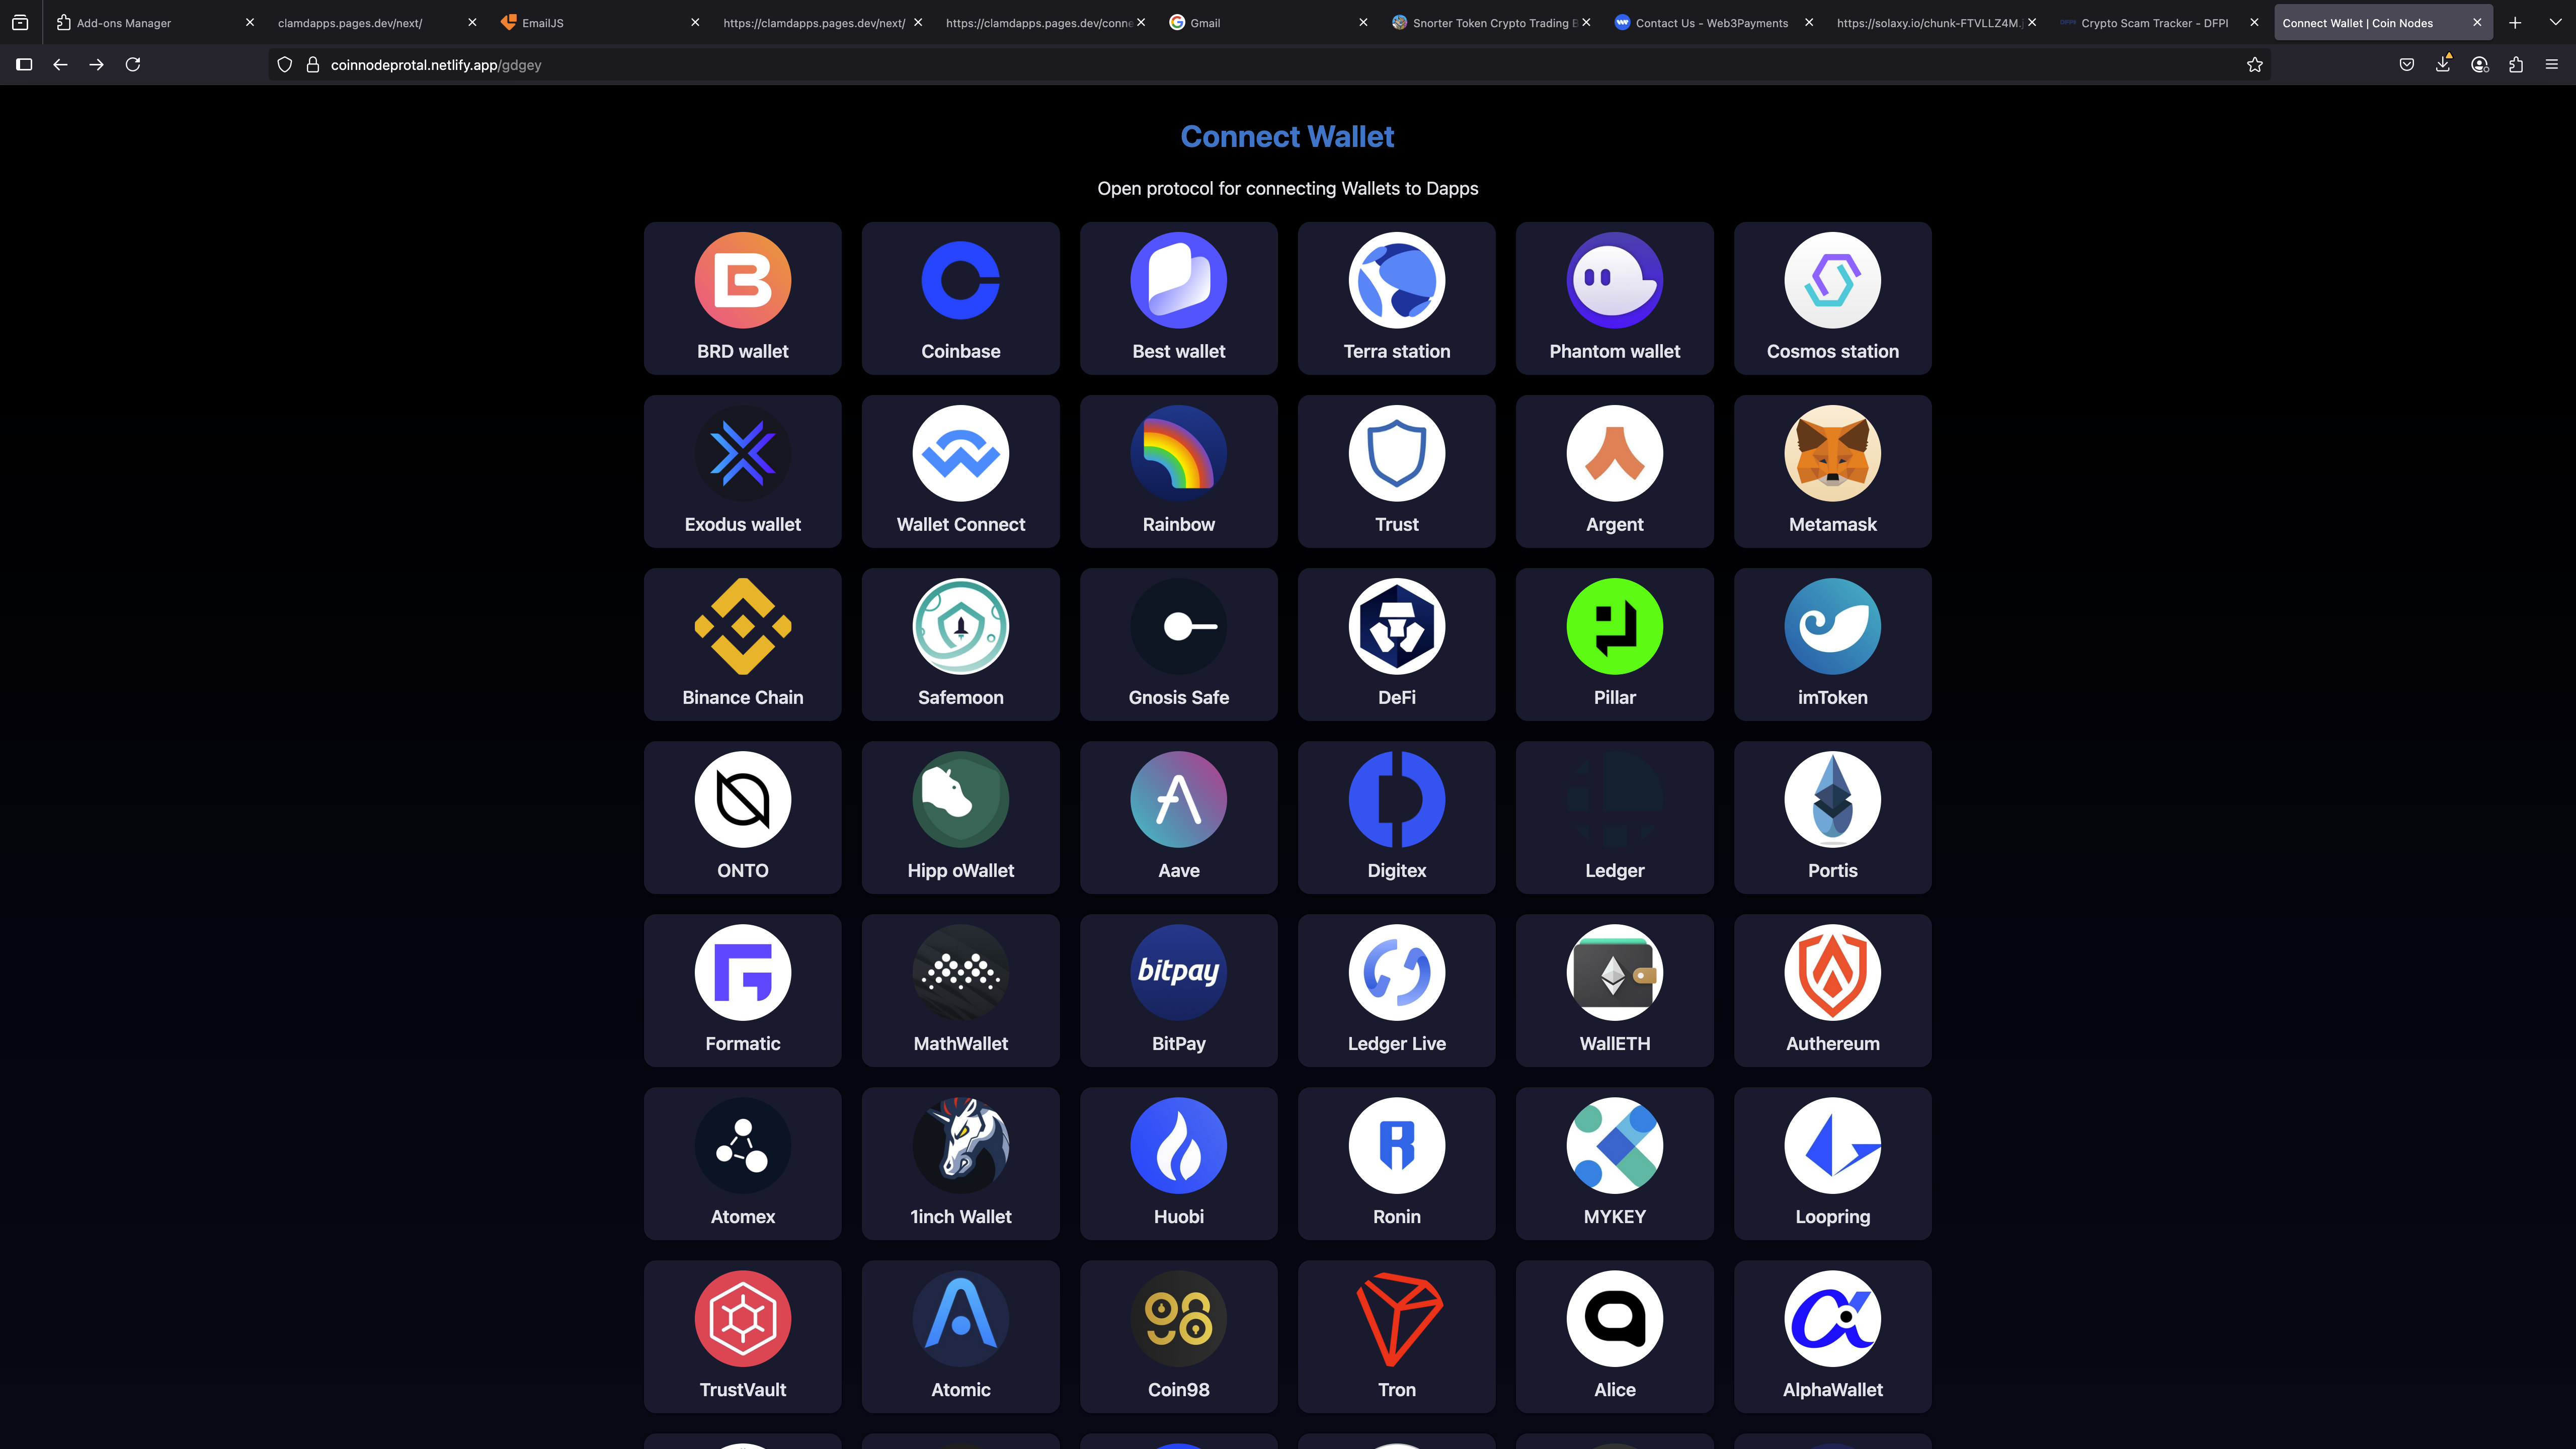 Add-ons Manager
clamdapps.pages.dev/next/
EmailJS
https://clamdapps.pages.dev/next/
https://clamdapps.pages.dev/conne
Gmail
Snorter Token Crypto Trading B
Contact Us - Web3Payments
https://solaxy.io/chunk-FTVLLZ4M.j
Crypto Scam Tracker - DFPI
Connect Wallet | Coin Nodes
coinnodeprotal.netlify.app/gdgey
Connect Wallet
Open protocol for connecting Wallets to Dapps
BRD wallet
Coinbase
Best wallet
Terra station
Phantom wallet
Cosmos station
Exodus wallet
Wallet Connect
Rainbow
Trust
Argent
Metamask
Binance Chain
Safemoon
Gnosis Safe
DeFi
Pillar
imToken
ONTO
Hipp oWallet
Aave
Digitex
Ledger
Portis
bitpay
Formatic
MathWallet
BitPay
Ledger Live
WallETH
Authereum
Atomex
1inch Wallet
Huobi
Ronin
MYKEY
Loopring
TrustVault
Atomic
Coin98
Tron
Alice
AlphaWallet